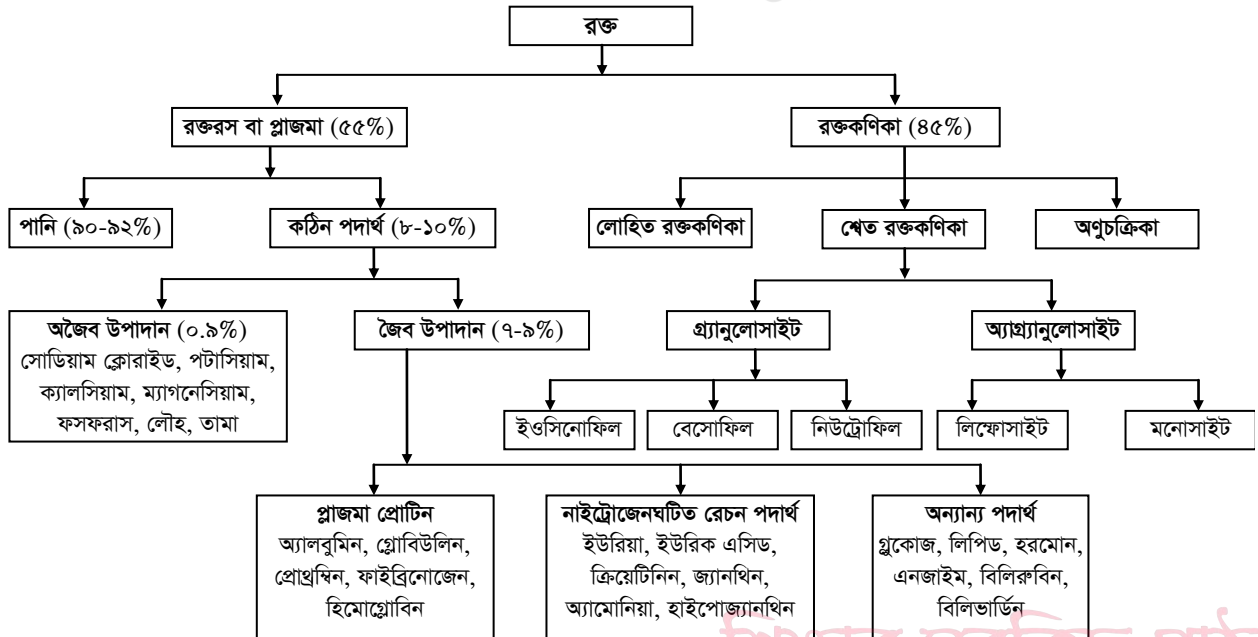 রক্ত
রক্তরস বা প্লাজমা (৫৫%)
রক্তকণিকা (৪৫%)
পানি (৯০-৯২%)
কঠিন পদার্থ (৮-১০%)
লোহিত রক্তকণিকা
শ্বেত রক্তকণিকা
অণুচক্রিকা
অজৈব উপাদান (০.৯%)
সোডিয়াম ক্লোরাইড, পটাসিয়াম,
ক্যালসিয়াম, ম্যাগনেসিয়াম,
ফসফরাস, লৌহ, তামা
জৈব উপাদান (৭-৯%)
গ্র্যানুলোসাইট
অ্যাগ্র্যানুলোসাইট
ইওসিনোফিল
বেসোফিল
নিউট্রোফিল
লিম্ফোসাইট
মনোসাইট
প্লাজমা প্রোটিন
অ্যালবুমিন, গ্লোবিউলিন,
প্রোথ্রম্বিন, ফাইব্রিনোজেন,
হিমোগ্লোবিন
নাইট্রোজেনঘটিত রেচন পদার্থ
ইউরিয়া, ইউরিক এসিড,
ক্রিয়েটিনিন, জ্যানথিন,
অ্যামোনিয়া, হাইপোজ্যানথিন
অন্যান্য পদার্থ
গ্লুকোজ, লিপিড, হরমোন,
এনজাইম, বিলিরুবিন,
বিলিভার্ডিন